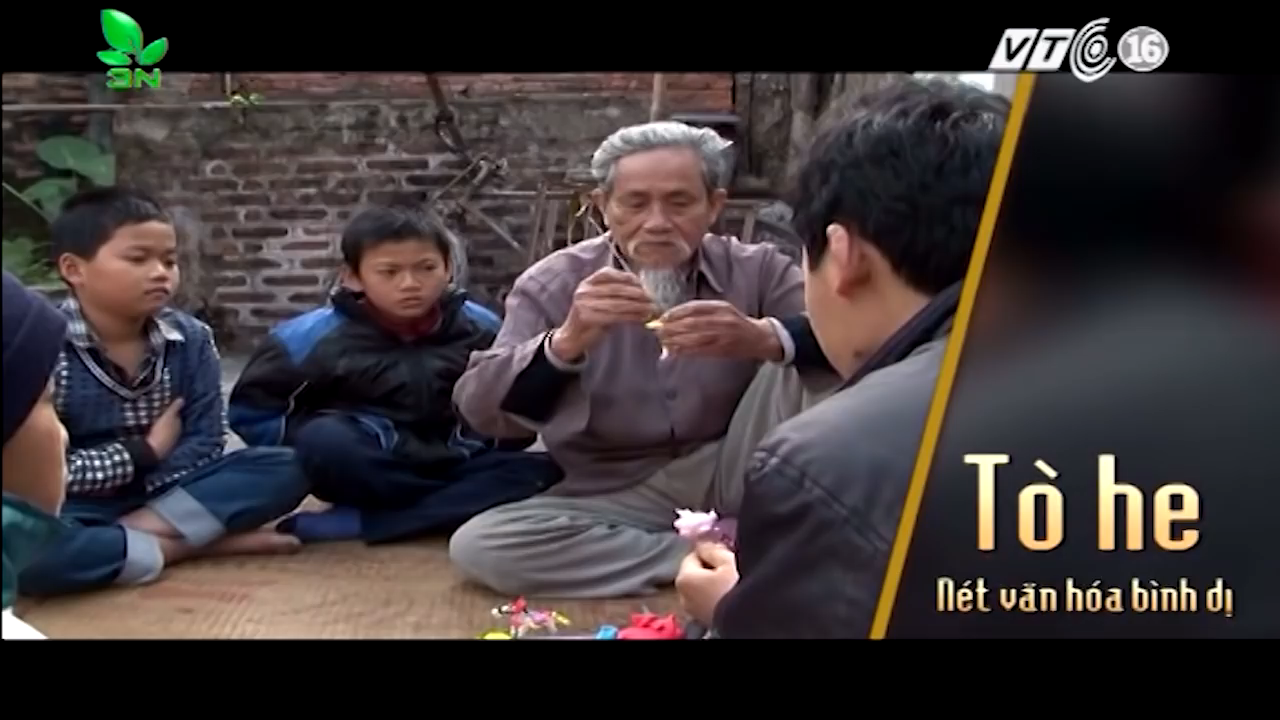 3N
VTC 16
Tò he
Nét văn hóa bình dị